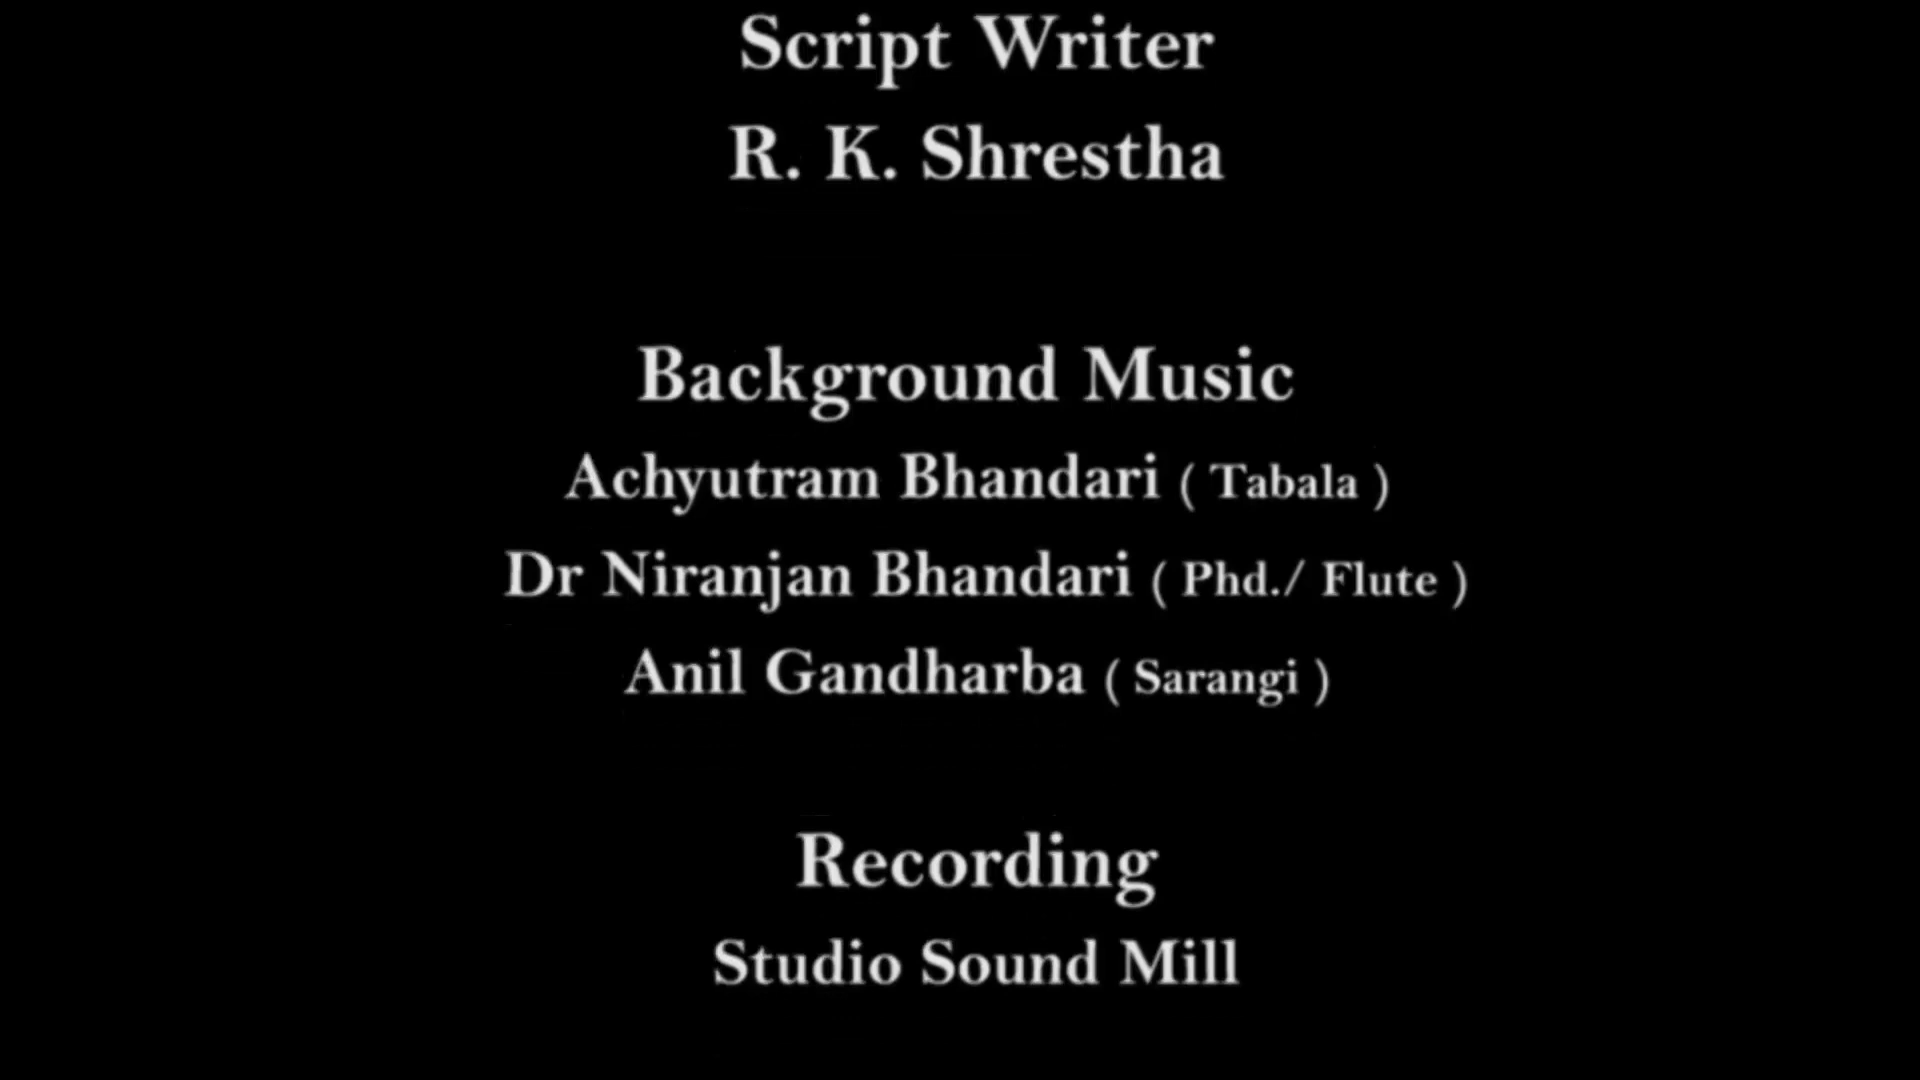 Script Writer
R. K. Shrestha
Background Music
Achyutram Bhandari ( Tabala )
Dr Niranjan Bhandari ( Phd./ Flute )
Anil Gandharba ( Sarangi )
Recording
Studio Sound Mill